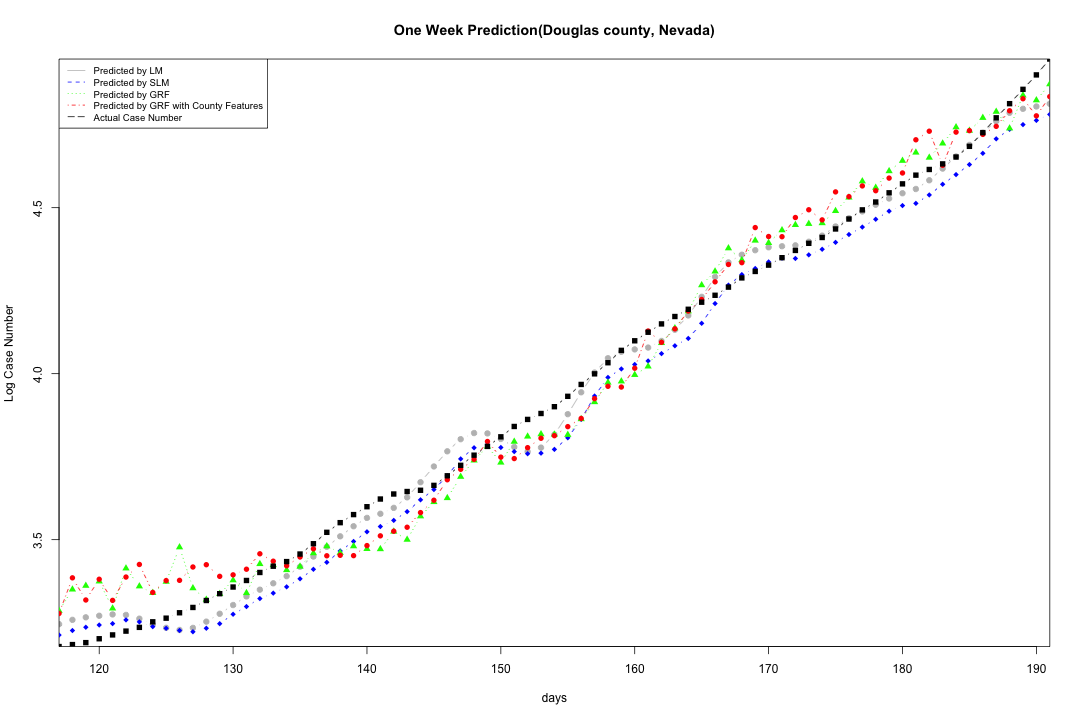 One Week Prediction(Douglas county, Nevada)
Predicted by LM
Predicted by SLM
Predicted by GRF
Predicted by GRF with County Features
Actual Case Number
4.5
4.0
3.5
Log Case Number
120 130 140 150 160 170 180 190
days